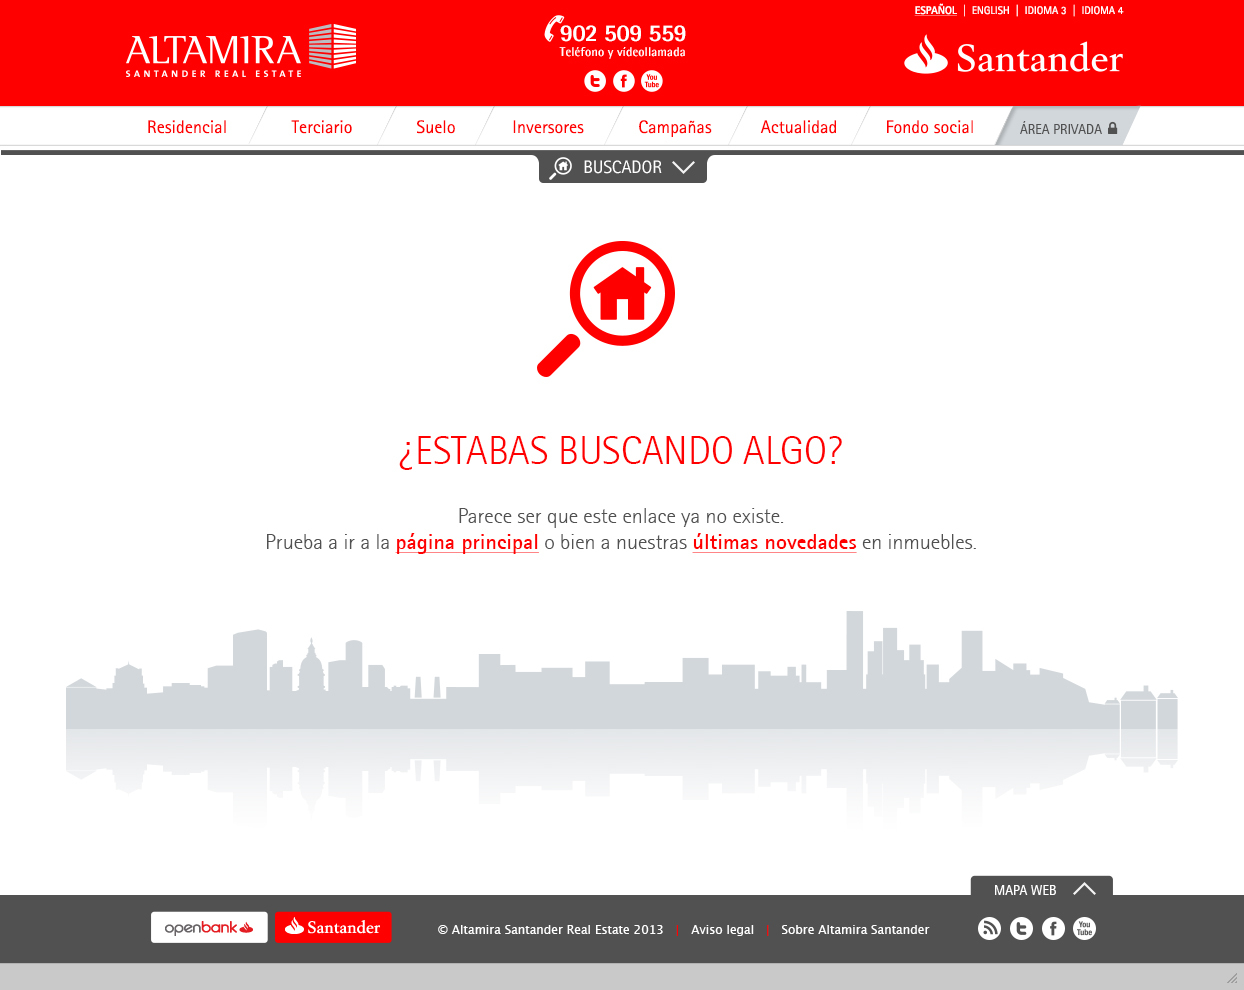 ESPAÑOL | ENGLISH | IDIOMA 3 | IDIOMA 4
ALTAMIRA
SANTANDER REAL ESTATE
902 509 559
Teléfono y vídeollamada
You Tube
Santander
Residencial
Terciario
Suelo
Inversores
Campañas
Actualidad
Fondo social
ÁREA PRIVADA
BUSCADOR
¿ESTABAS BUSCANDO ALGO?
Parece ser que este enlace ya no existe.
Prueba a ir a la página principal o bien a nuestras últimas novedades en inmuebles.
MAPA WEB
openbank
Santander
© Altamira Santander Real Estate 2013 | Aviso legal | Sobre Altamira Santander
You Tube